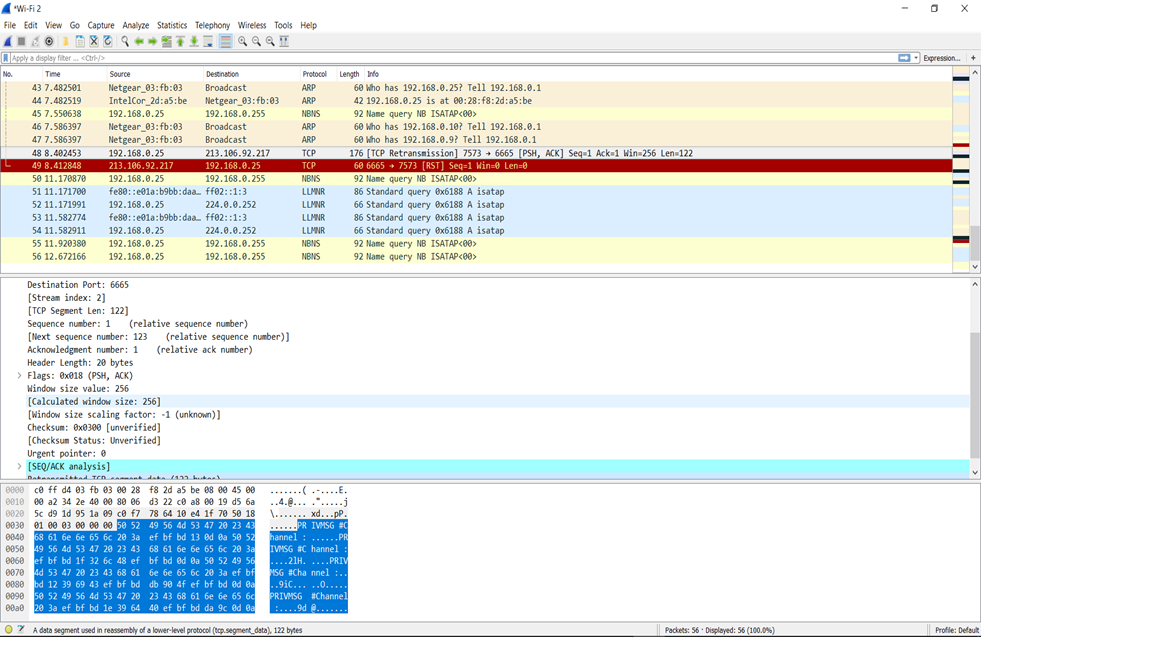 *Wi-Fi 2
File Edit View Go Capture Analyze Statistics Telephony Wireless Tools Help
Apply a display filter ... <Ctrl-/> Expression... +
No. Time Source Destination Protocol Length Info
43 7.482501 Netgear_03:fb:03 Broadcast ARP 60 Who has 192.168.0.25? Tell 192.168.0.1
44 7.482519 IntelCor_2d:a5:be Netgear_03:fb:03 ARP 42 192.168.0.25 is at 00:28:f8:2d:a5:be
45 7.550638 192.168.0.25 192.168.0.255 NBNS 92 Name query NB ISATAP<00>
46 7.586397 Netgear_03:fb:03 Broadcast ARP 60 Who has 192.168.0.10? Tell 192.168.0.1
47 7.586397 Netgear_03:fb:03 Broadcast ARP 60 Who has 192.168.0.9? Tell 192.168.0.1
48 8.402453 192.168.0.25 213.106.92.217 TCP 176 [TCP Retransmission] 7573 → 6665 [PSH, ACK] Seq=1 Ack=1 Win=256 Len=122
49 8.412848 213.106.92.217 192.168.0.25 TCP 60 6665 → 7573 [RST] Seq=1 Win=0 Len=0
50 11.170870 192.168.0.25 192.168.0.255 NBNS 92 Name query NB ISATAP<00>
51 11.171700 fe80::e01a:b9bb:daa… ff02::1:3 LLMNR 86 Standard query 0x6188 A isatap
52 11.171991 192.168.0.25 224.0.0.252 LLMNR 66 Standard query 0x6188 A isatap
53 11.582774 fe80::e01a:b9bb:daa… ff02::1:3 LLMNR 86 Standard query 0x6188 A isatap
54 11.582911 192.168.0.25 224.0.0.252 LLMNR 66 Standard query 0x6188 A isatap
55 11.920380 192.168.0.25 192.168.0.255 NBNS 92 Name query NB ISATAP<00>
56 12.672166 192.168.0.25 192.168.0.255 NBNS 92 Name query NB ISATAP<00>
Destination Port: 6665
[Stream index: 2]
[TCP Segment Len: 122]
Sequence number: 1 (relative sequence number)
[Next sequence number: 123 (relative sequence number)]
Acknowledgment number: 1 (relative ack number)
Header Length: 20 bytes
Flags: 0x018 (PSH, ACK)
Window size value: 256
[Calculated window size: 256]
[Window size scaling factor: -1 (unknown)]
Checksum: 0x0300 [unverified]
[Checksum Status: Unverified]
Urgent pointer: 0
[SEQ/ACK analysis]
Retransmitted TCP segment data (122 bytes)
0000 c0 ff d4 03 fb 03 00 28 f8 2d a5 be 08 00 45 00 .......( .-....E.
0010 00 a2 34 2e 40 00 80 06 d3 22 c0 a8 00 19 d5 6a ..4.@... .".....j
0020 5c d9 1d 95 1a 09 c0 f7 78 64 10 e4 1f 70 50 18 \....... xd...pP.
0030 01 00 03 00 00 00 50 52 49 56 4d 53 47 20 23 43 ......PR IVMSG #C
0040 68 61 6e 6e 65 6c 20 3a ef bf bd 13 0d 0a 50 52 hannel : ......PR
0050 49 56 4d 53 47 20 23 43 68 61 6e 6e 65 6c 20 3a IVMSG #C hannel :
0060 ef bf bd 1f 32 6c 48 ef bf bd 0d 0a 50 52 49 56 ....2lH. ....PRIV
0070 4d 53 47 20 23 43 68 61 6e 6e 65 6c 20 3a ef bf MSG #Cha nnel :..
0080 bd 12 39 69 43 ef bf bd db 90 4f ef bf bd 0d 0a ..9iC... ..O.....
0090 50 52 49 56 4d 53 47 20 23 43 68 61 6e 6e 65 6c PRIVMSG #Channel
00a0 20 3a ef bf bd 1e 39 64 40 ef bf bd da 9c 0d 0a :....9d @.......
A data segment used in reassembly of a lower-level protocol (tcp.segment_data), 122 bytes Packets: 56 · Displayed: 56 (100.0%) Profile: Default